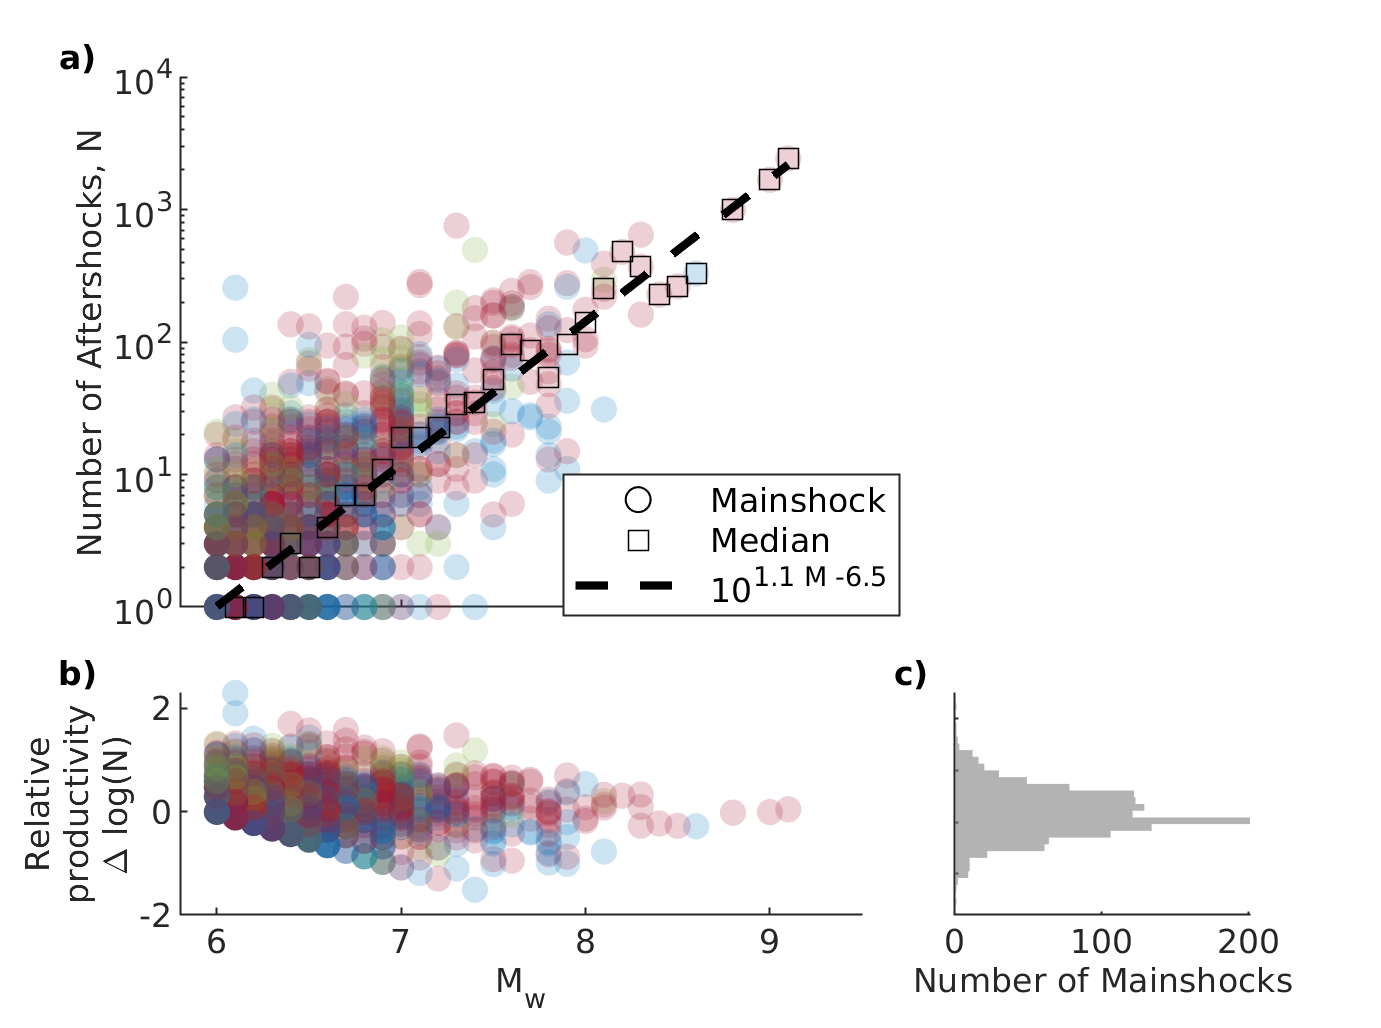 a)
10^4
10^3
10^2
10^1
10^0
Number of Aftershocks, N
Mainshock
Median
10^1.1 M -6.5
b)
2
0
-2
Relative
productivity
Δ log(N)
6 7 8 9
M_w
c)
0 100 200
Number of Mainshocks